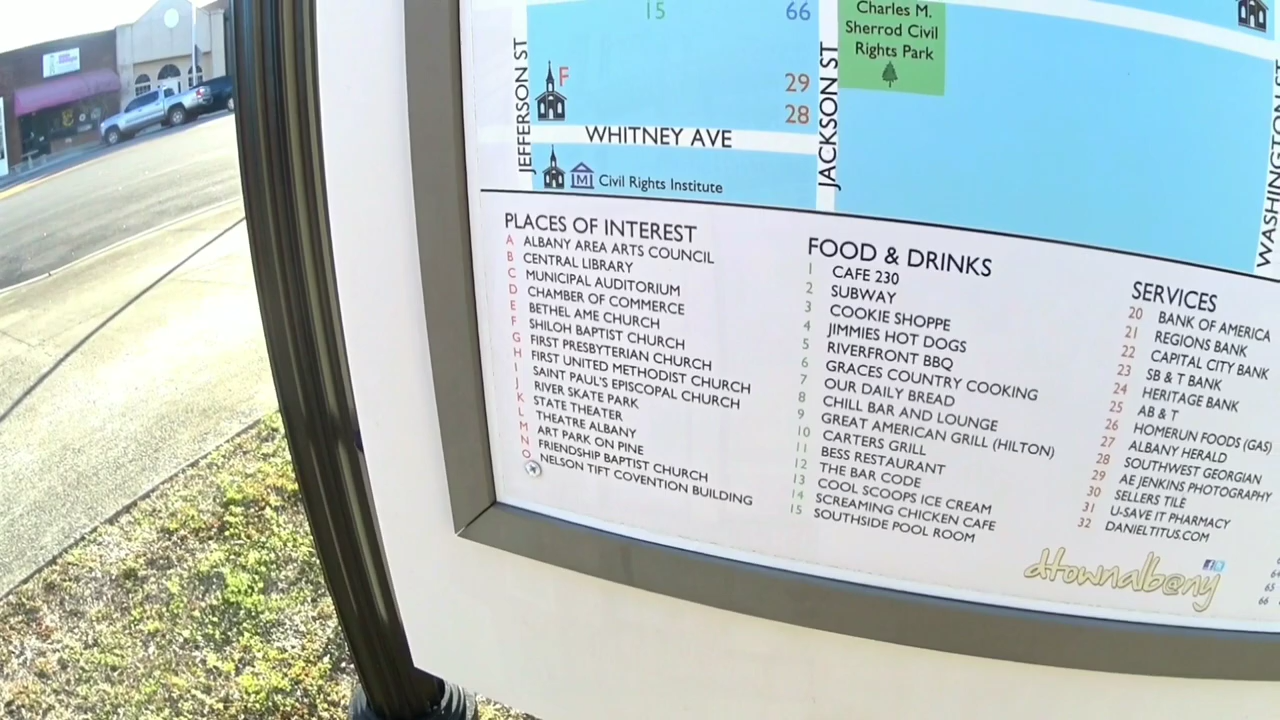 15
66
Charles M.
Sherrod Civil
Rights Park
JEFFERSON ST
F
29
28
JACKSON ST
WASHINGTON ST
WHITNEY AVE
M
Civil Rights Institute
PLACES OF INTEREST
A ALBANY AREA ARTS COUNCIL
B CENTRAL LIBRARY
C MUNICIPAL AUDITORIUM
D CHAMBER OF COMMERCE
E BETHEL AME CHURCH
F SHILOH BAPTIST CHURCH
G FIRST PRESBYTERIAN CHURCH
H FIRST UNITED METHODIST CHURCH
I SAINT PAUL'S EPISCOPAL CHURCH
J RIVER SKATE PARK
K STATE THEATER
L THEATRE ALBANY
M ART PARK ON PINE
N FRIENDSHIP BAPTIST CHURCH
O NELSON TIFT COVENTION BUILDING
FOOD & DRINKS
1 CAFE 230
2 SUBWAY
3 COOKIE SHOPPE
4 JIMMIES HOT DOGS
5 RIVERFRONT BBQ
6 GRACES COUNTRY COOKING
7 OUR DAILY BREAD
8 CHILL BAR AND LOUNGE
9 GREAT AMERICAN GRILL (HILTON)
10 CARTERS GRILL
11 BESS RESTAURANT
12 THE BAR CODE
13 COOL SCOOPS ICE CREAM
14 SCREAMING CHICKEN CAFE
15 SOUTHSIDE POOL ROOM
SERVICES
20 BANK OF AMERICA
21 REGIONS BANK
22 CAPITAL CITY BANK
23 SB & T BANK
24 HERITAGE BANK
25 AB & T
26 HOMERUN FOODS (GAS)
27 ALBANY HERALD
28 SOUTHWEST GEORGIAN
29 AE JENKINS PHOTOGRAPHY
30 SELLERS TILE
31 U-SAVE IT PHARMACY
32 DANIELTITUS.COM
dtownalb@ny
65
66